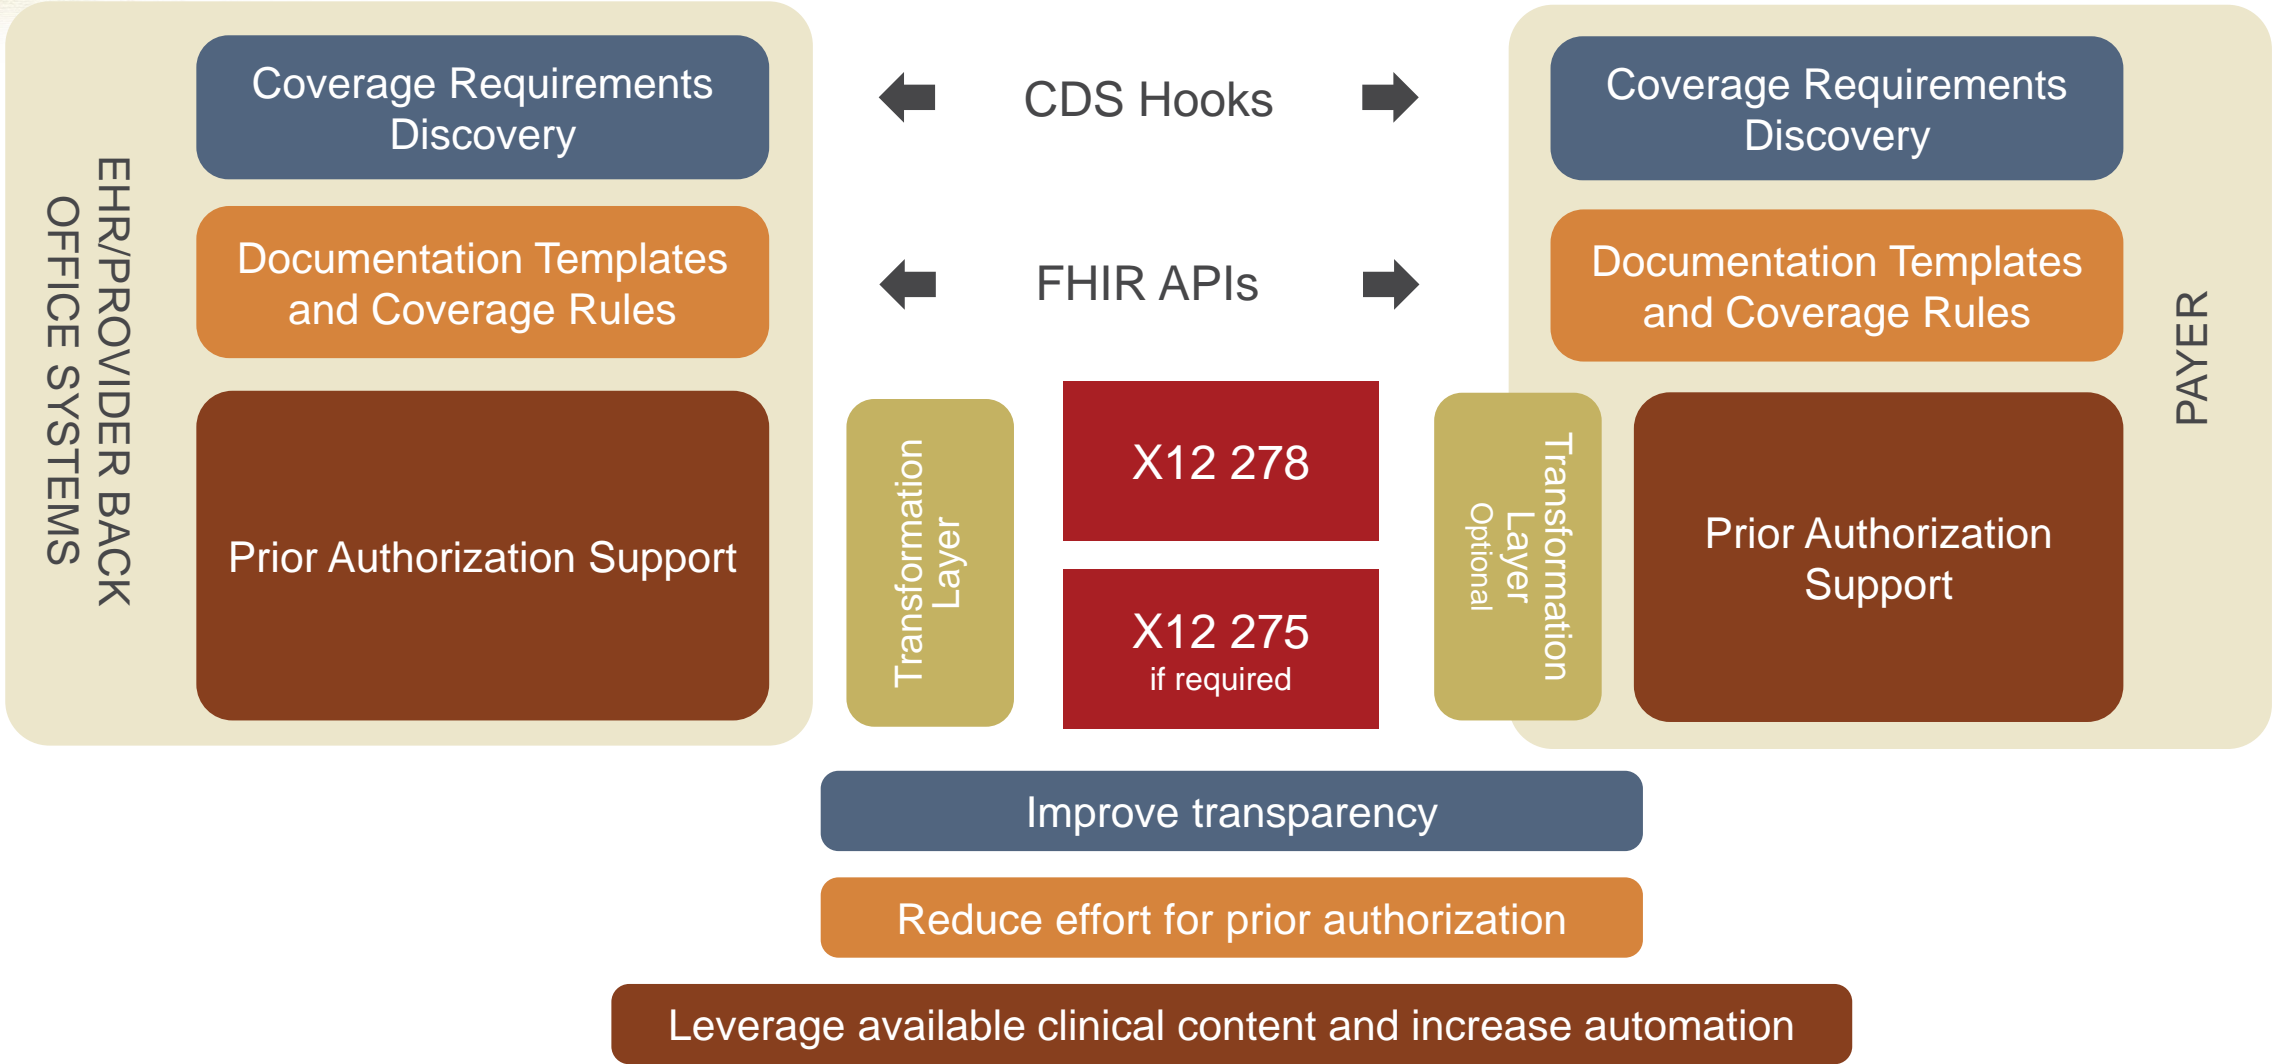 EHR/PROVIDER BACK
OFFICE SYSTEMS
Coverage Requirements
Discovery
Documentation Templates
and Coverage Rules
Prior Authorization Support
CDS Hooks
FHIR APIs
Transformation
Layer
X12 278
X12 275
if required
Transformation
Layer
Optional
Coverage Requirements
Discovery
Documentation Templates
and Coverage Rules
Prior Authorization
Support
PAYER
Improve transparency
Reduce effort for prior authorization
Leverage available clinical content and increase automation